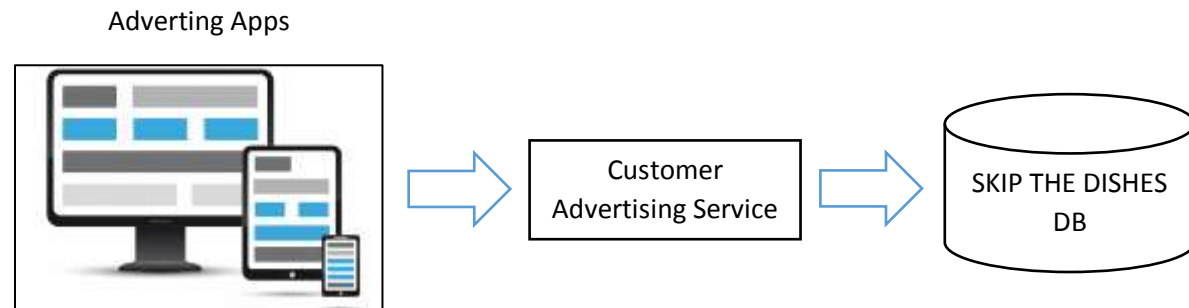 Adverting Apps
Customer
Advertising Service
SKIP THE DISHES
DB